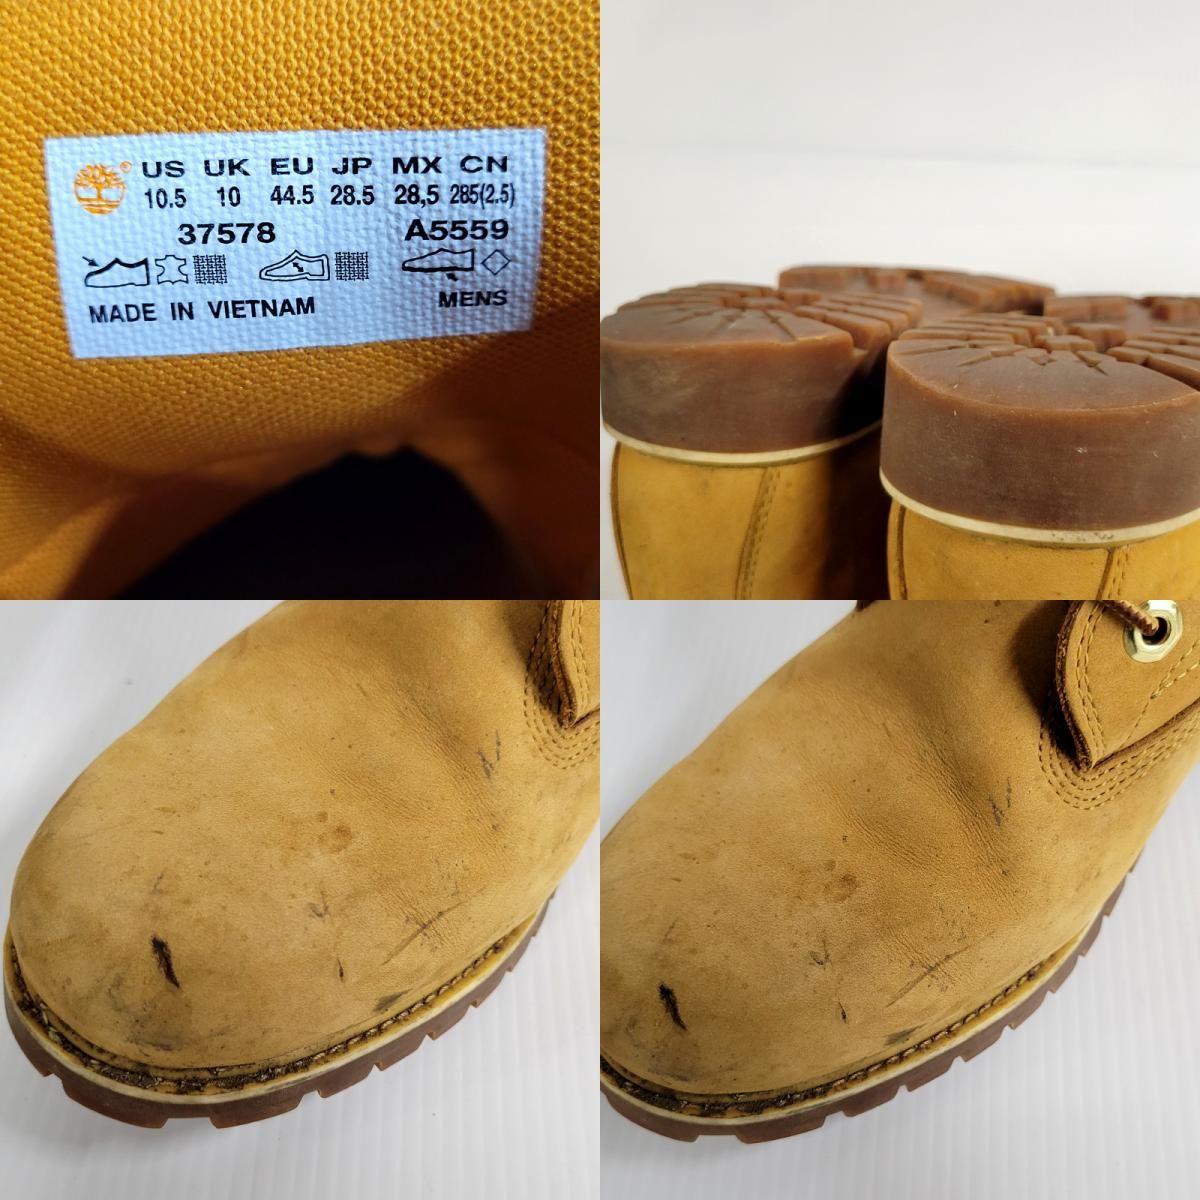 US UK EU JP MX CN
10.5 10 44.5 28.5 28,5 285(2.5)
37578 A5559
MADE IN VIETNAM MENS